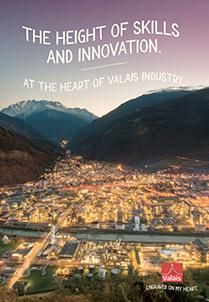 THE HEIGHT OF SKILLS
AND INNOVATION.
AT THE HEART OF VALAIS INDUSTRY.
Valais
ENGRAVED ON MY HEART.